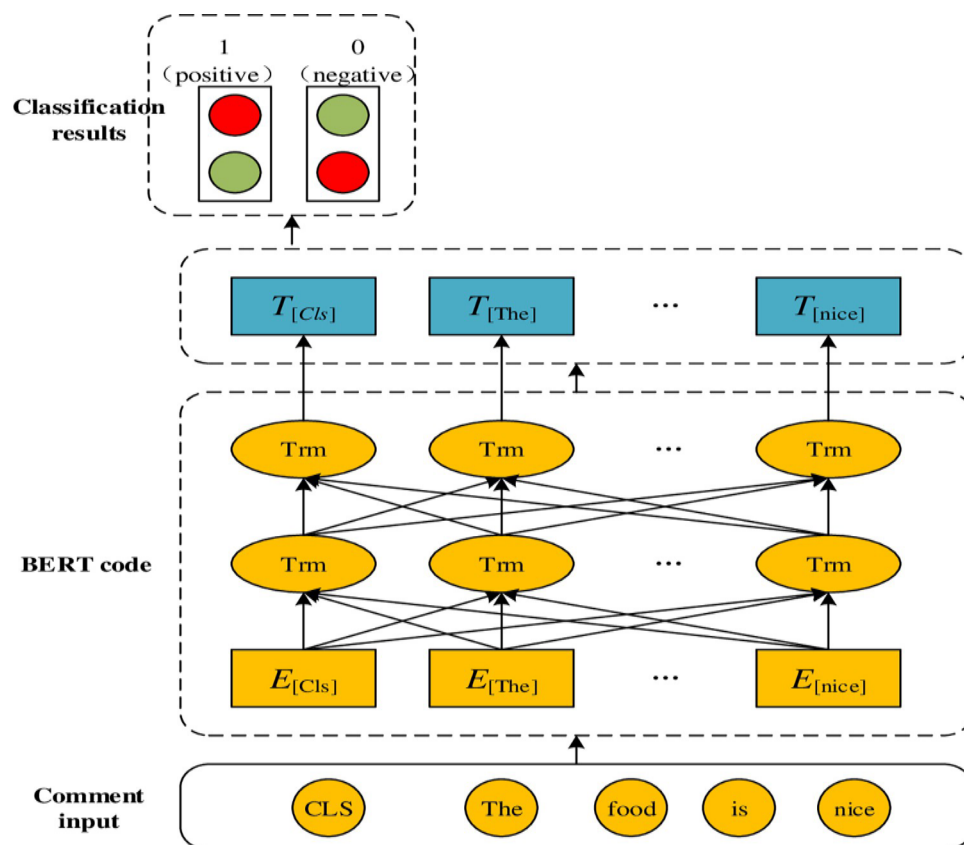 1 0
（positive） （negative）
Classification
results
T[Cls] T[The] ... T[nice]
Trm Trm ... Trm
BERT code
Trm Trm ... Trm
E[Cls] E[The] ... E[nice]
Comment
input
CLS The food is nice